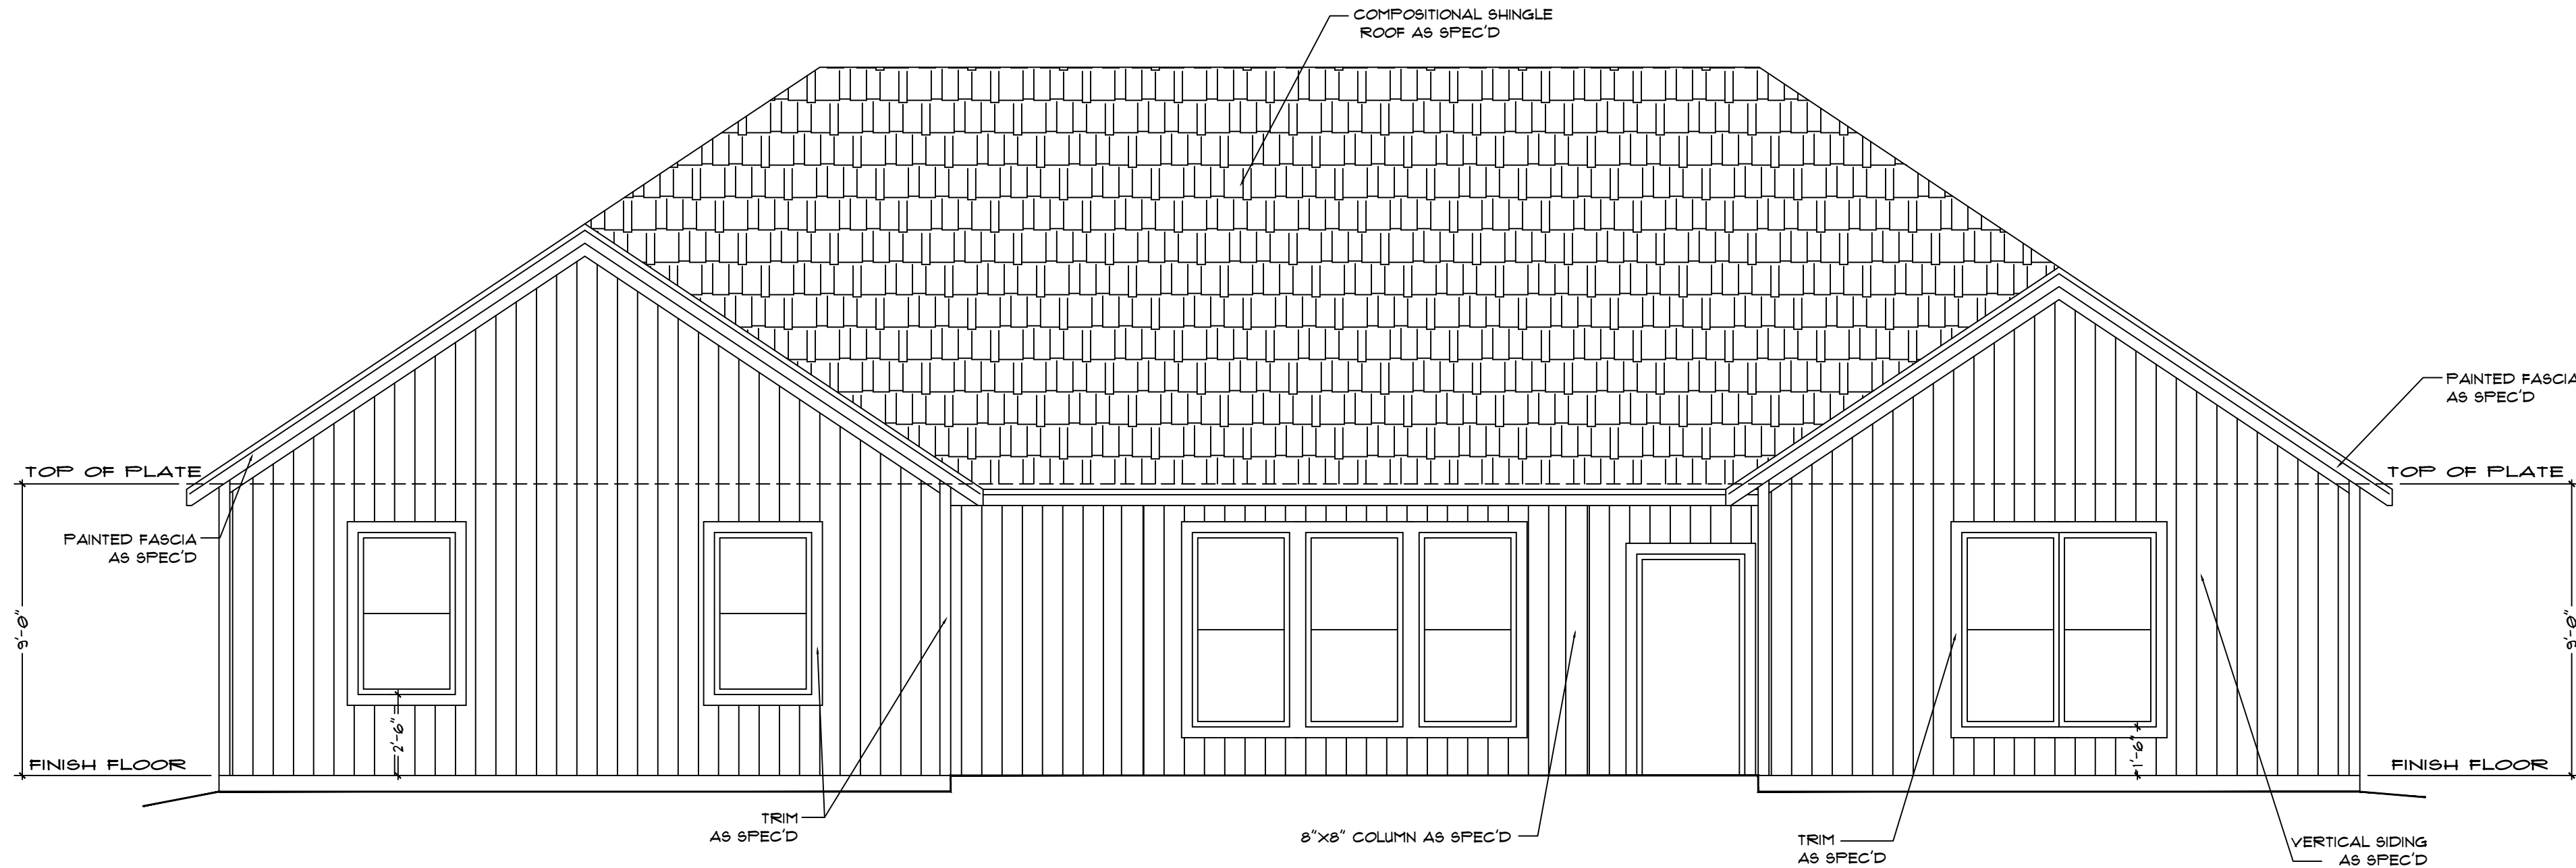 COMPOSITIONAL SHINGLE
ROOF AS SPEC'D
PAINTED FASCIA
AS SPEC'D
TOP OF PLATE
TOP OF PLATE
PAINTED FASCIA
AS SPEC'D
9'-0"
9'-0"
2'-6"
1'-6"
FINISH FLOOR
FINISH FLOOR
TRIM
AS SPEC'D
8"X8" COLUMN AS SPEC'D
TRIM
AS SPEC'D
VERTICAL SIDING
AS SPEC'D